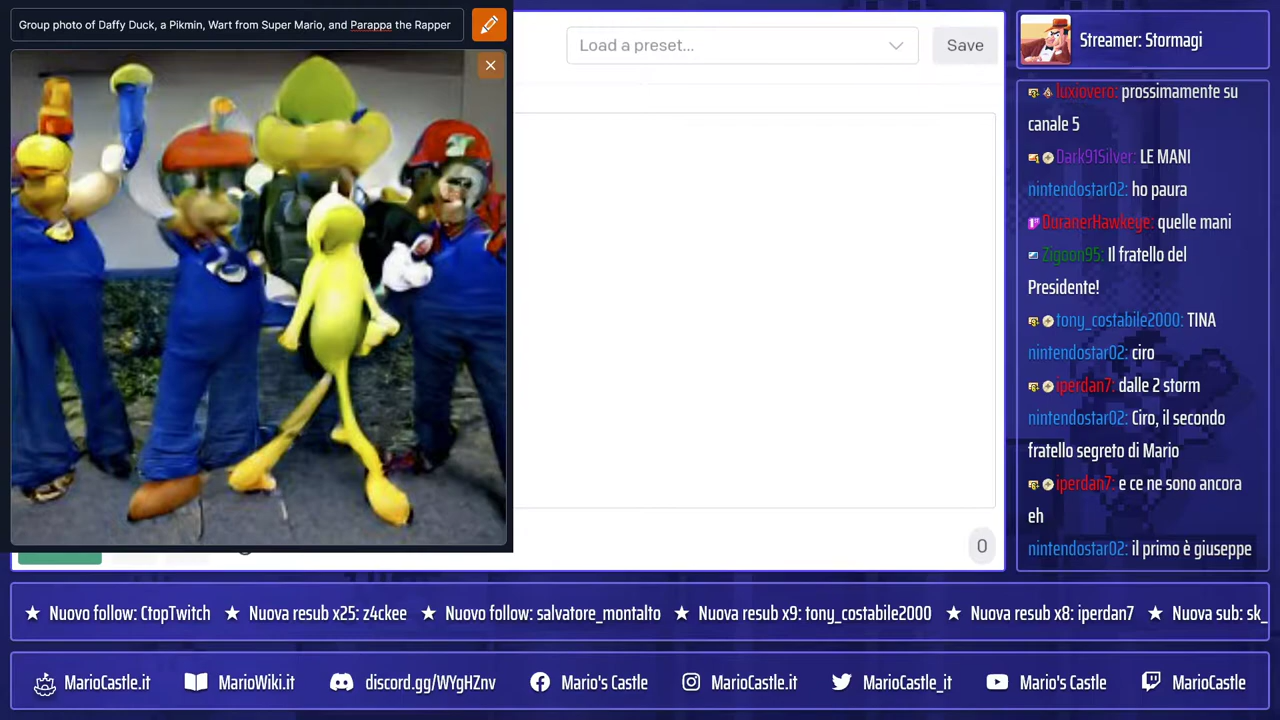 Group photo of Daffy Duck, a Pikmin, Wart from Super Mario, and Parappa the Rapper
Load a preset...
Save
0
Streamer: Stormagi
luxiovero: prossimamente su
canale 5
Dark91Silver: LE MANI
nintendostar02: ho paura
DuranerHawkeye: quelle mani
Zigoon95: Il fratello del
Presidente!
tony_costabile2000: TINA
nintendostar02: ciro
iperdan7: dalle 2 storm
nintendostar02: Ciro, il secondo
fratello segreto di Mario
iperdan7: e ce ne sono ancora
eh
nintendostar02: il primo è giuseppe
★ Nuovo follow: CtopTwitch ★ Nuova resub x25: z4ckee ★ Nuovo follow: salvatore_montalto ★ Nuova resub x9: tony_costabile2000 ★ Nuova resub x8: iperdan7 ★ Nuova sub: sk_
MarioCastle.it MarioWiki.it discord.gg/WYgHZnv Mario's Castle MarioCastle.it MarioCastle_it Mario's Castle MarioCastle